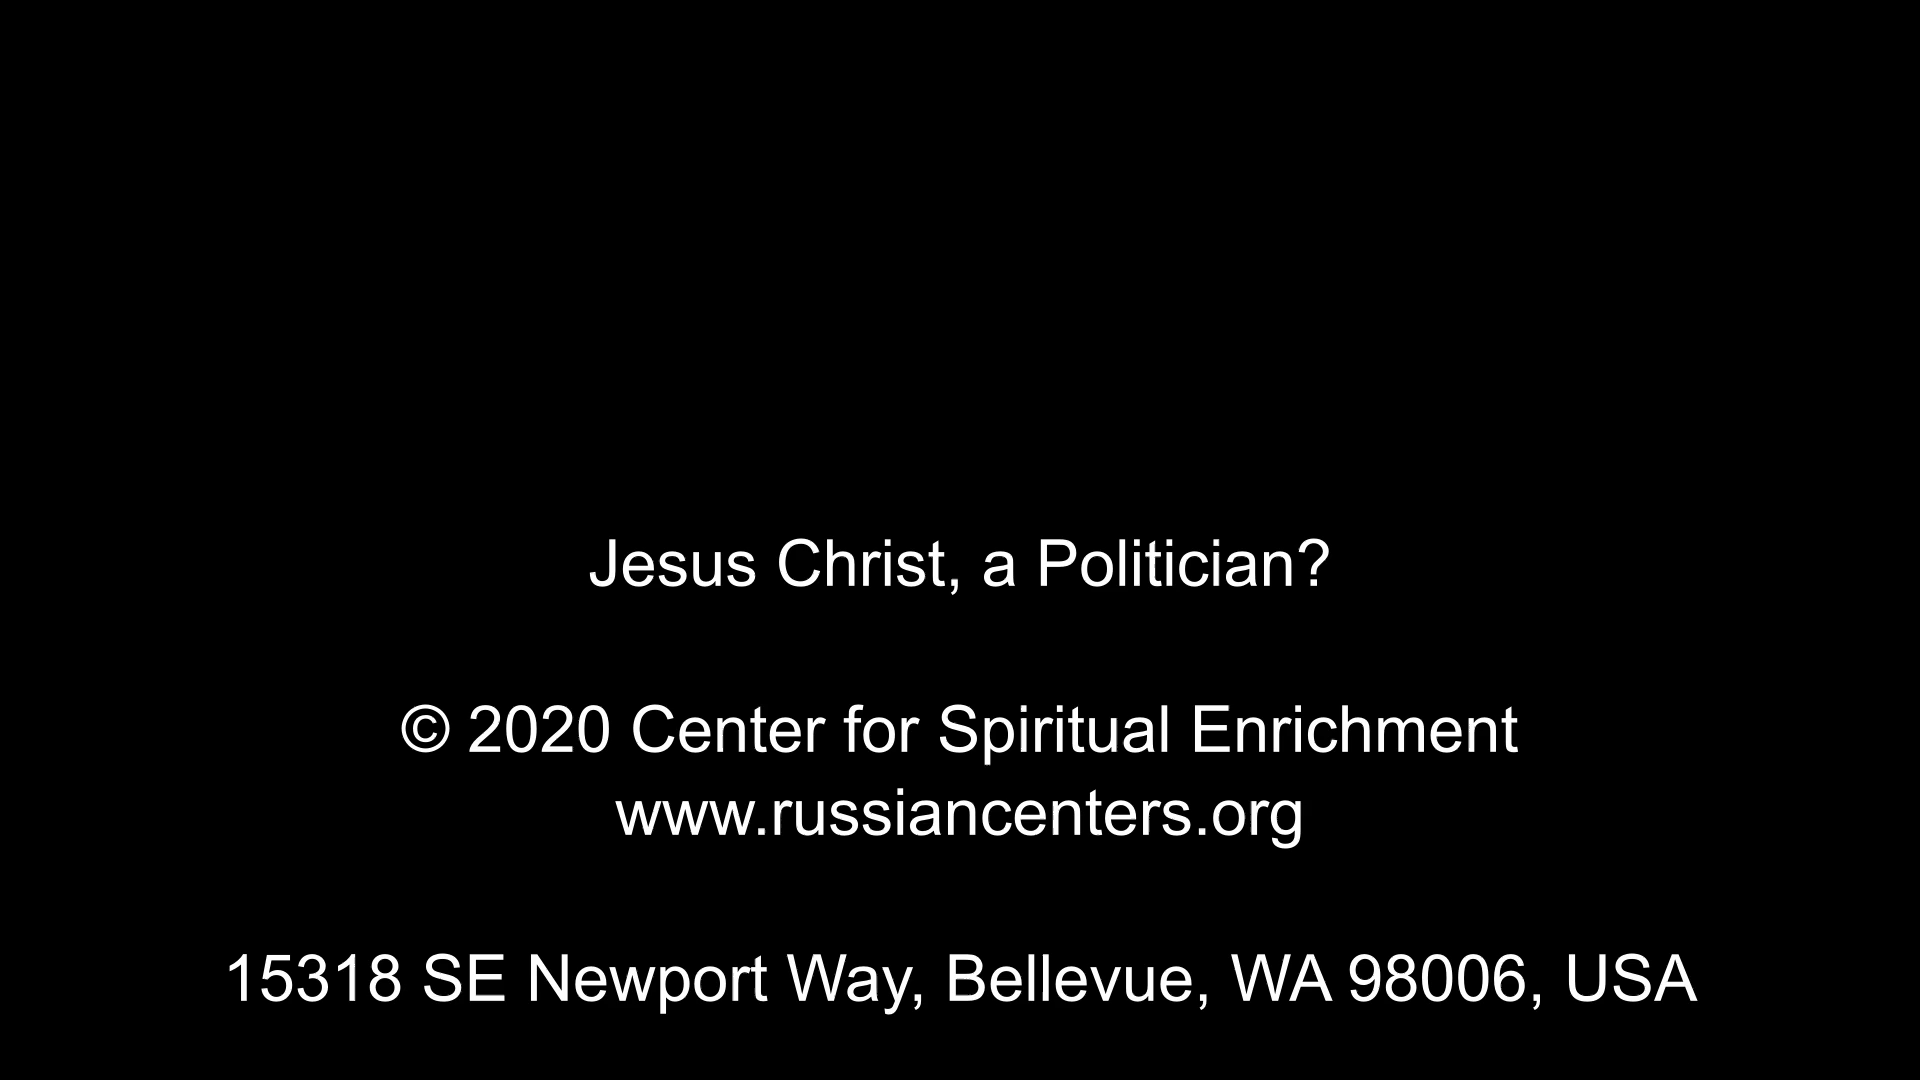 Jesus Christ, a Politician?
© 2020 Center for Spiritual Enrichment
www.russiancenters.org
15318 SE Newport Way, Bellevue, WA 98006, USA